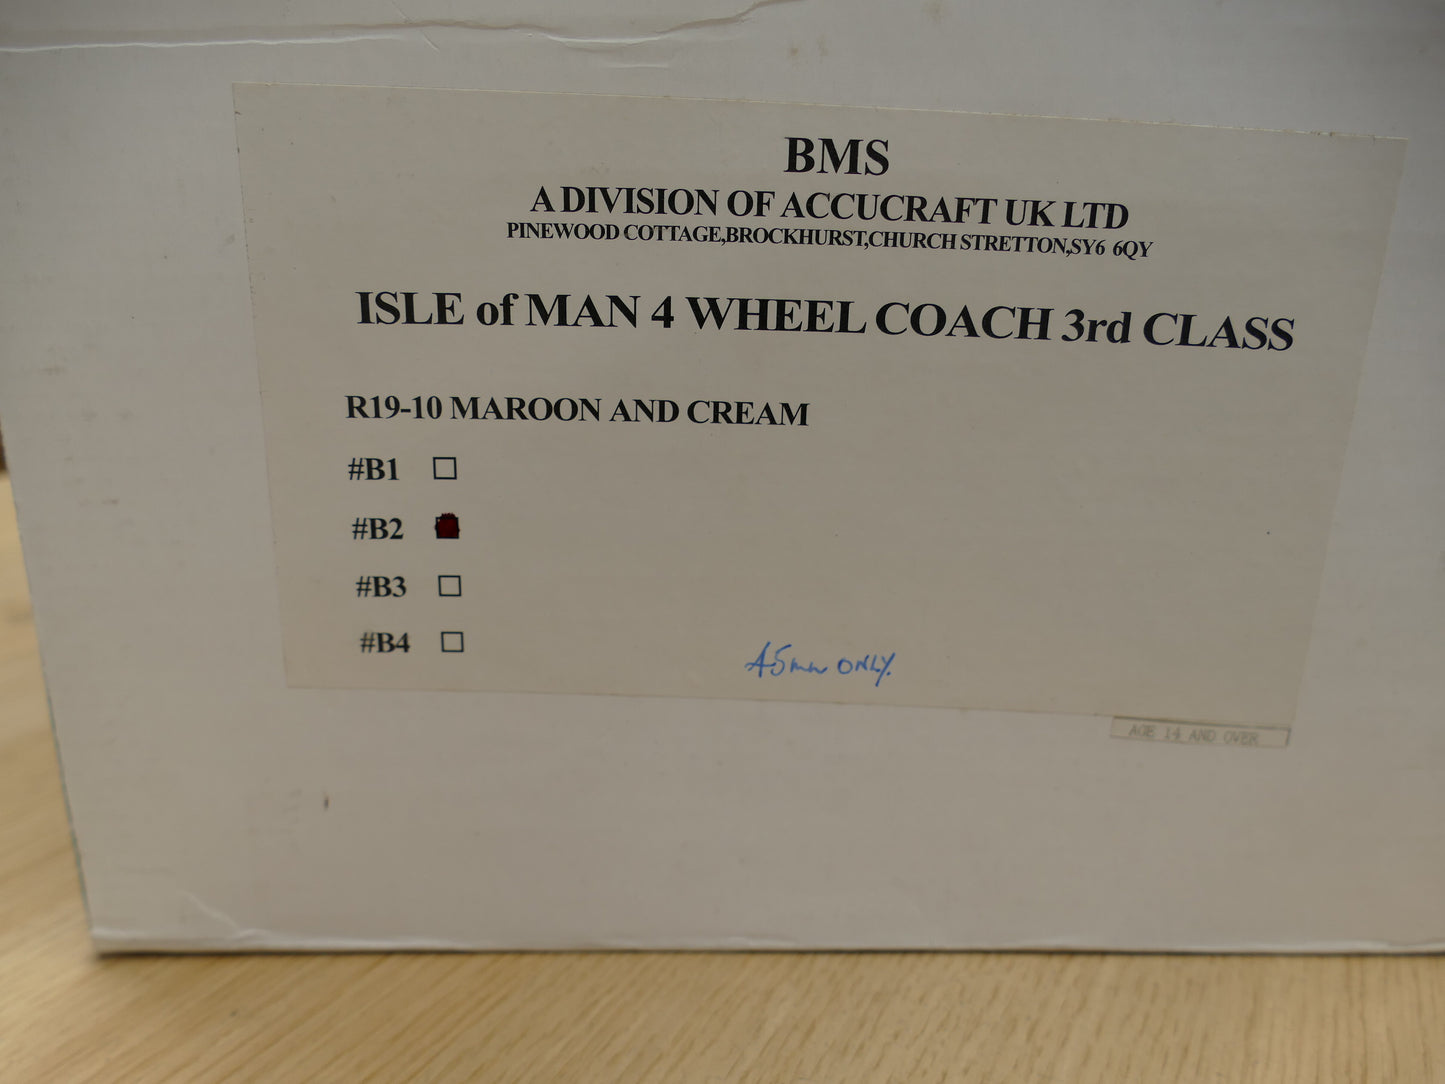 BMS
A DIVISION OF ACCUCRAFT UK LTD
PINEWOOD COTTAGE,BROCKHURST,CHURCH STRETTON,SY6 6QY
ISLE of MAN 4 WHEEL COACH 3rd CLASS
R19-10 MAROON AND CREAM
#B1
#B2
#B3
#B4
45mm ONLY.
AGE 14 AND OVER